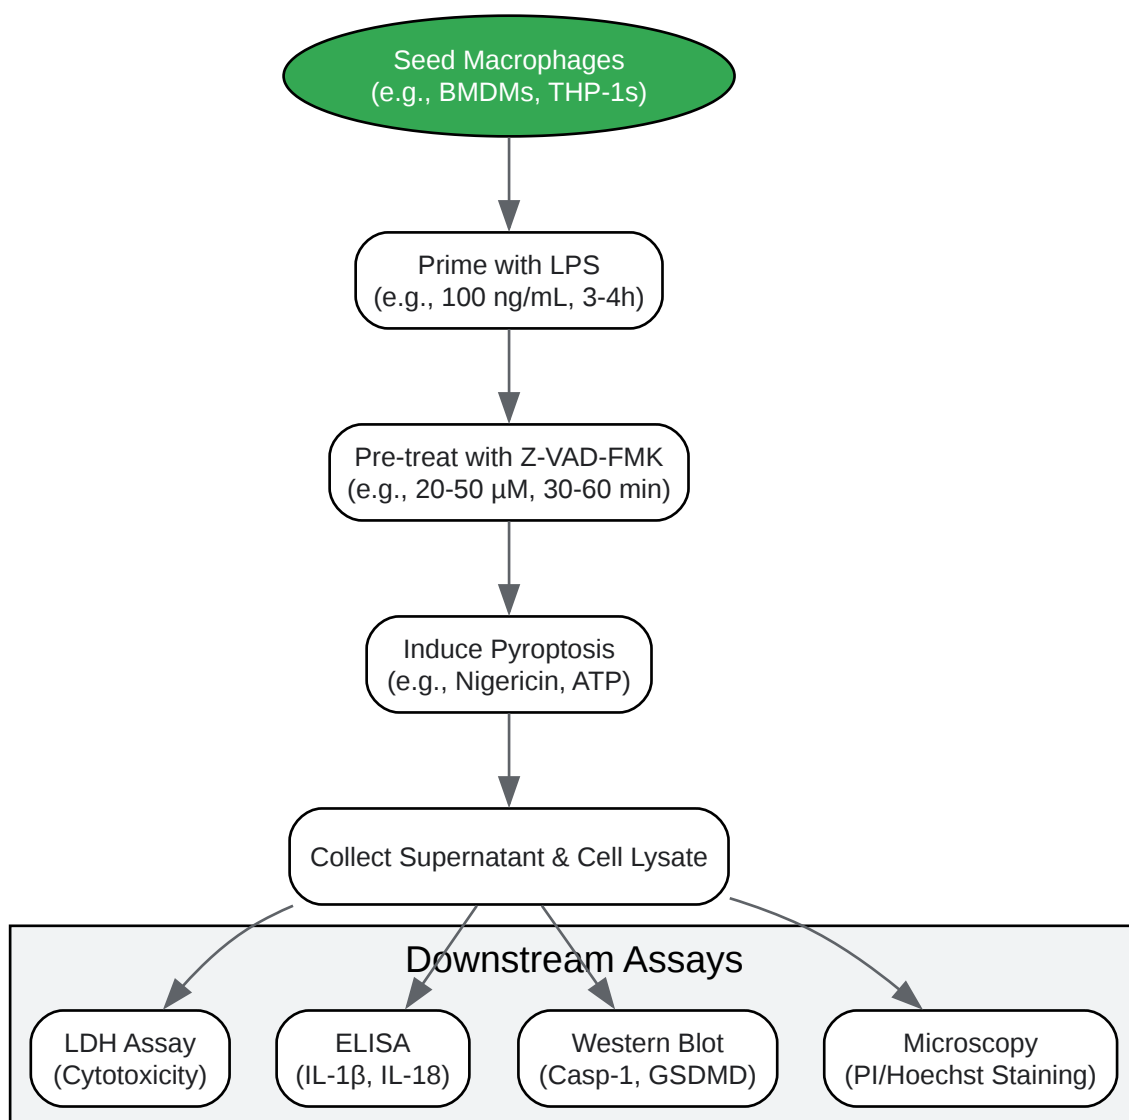 Seed Macrophages
(e.g., BMDMs, THP-1s)
Prime with LPS
(e.g., 100 ng/mL, 3-4h)
Pre-treat with Z-VAD-FMK
(e.g., 20-50 µM, 30-60 min)
Induce Pyroptosis
(e.g., Nigericin, ATP)
Collect Supernatant & Cell Lysate
Downstream Assays
LDH Assay
(Cytotoxicity)
ELISA
(IL-1β, IL-18)
Western Blot
(Casp-1, GSDMD)
Microscopy
(PI/Hoechst Staining)